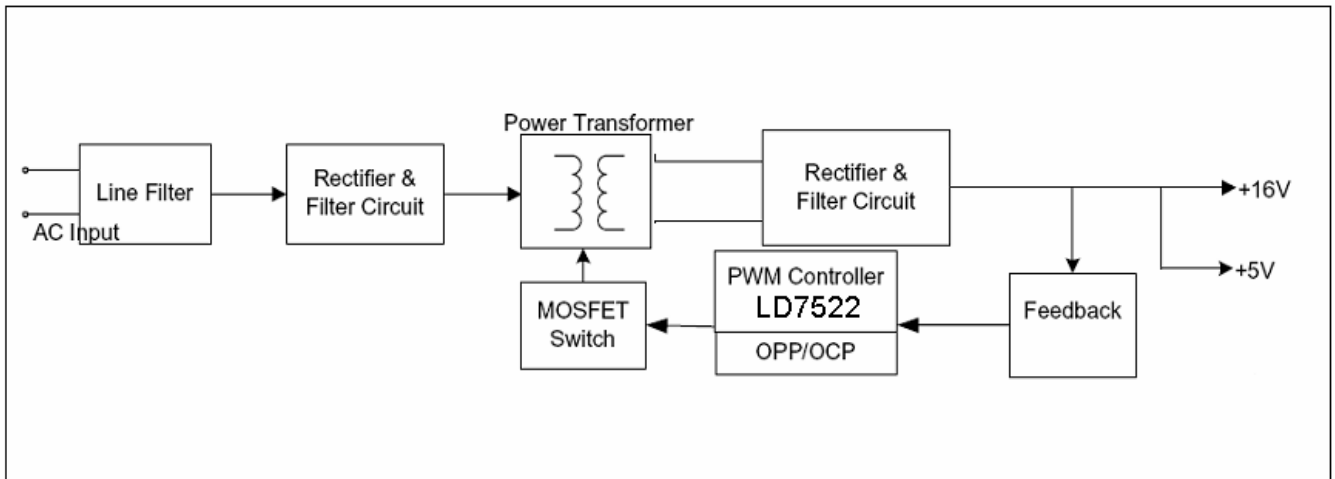 Power Transformer
AC Input
Line Filter
Rectifier &
Filter Circuit
Rectifier &
Filter Circuit
+16V
+5V
MOSFET
Switch
PWM Controller
LD7522
OPP/OCP
Feedback